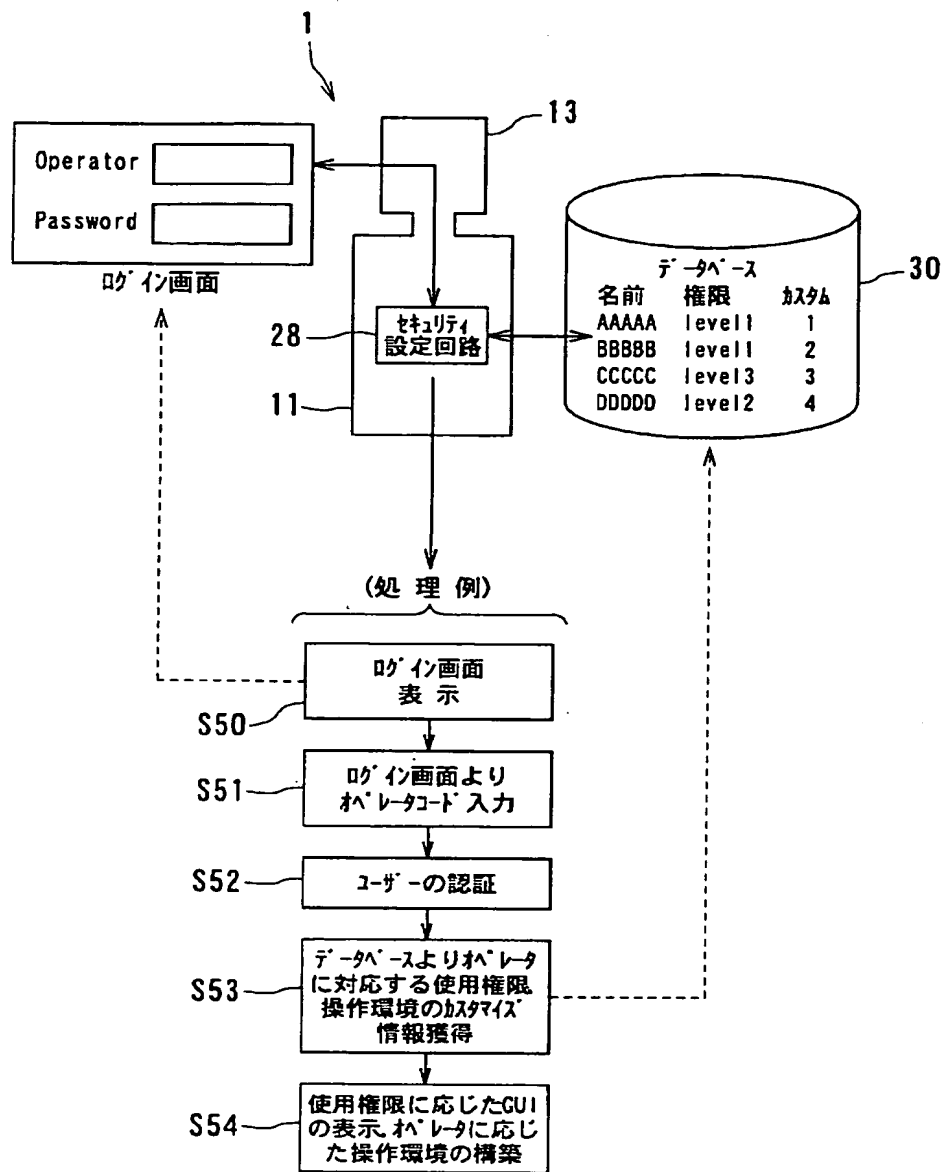 1
13
Operator
Password
ログイン画面
データベース
30
名前 権限 カスタム
AAAAA level1 1
BBBBB level1 2
CCCCC level3 3
DDDDD level2 4
28
セキュリティ
設定回路
11
(処 理 例)
ログイン画面
表 示
S50
ログイン画面より
オペレータコード入力
S51
ユーザーの認証
S52
データベースよりオペレータ
に対応する使用権限、
操作環境のカスタマイズ
情報獲得
S53
使用権限に応じたGUI
の表示、オペレータに応じ
た操作環境の構築
S54